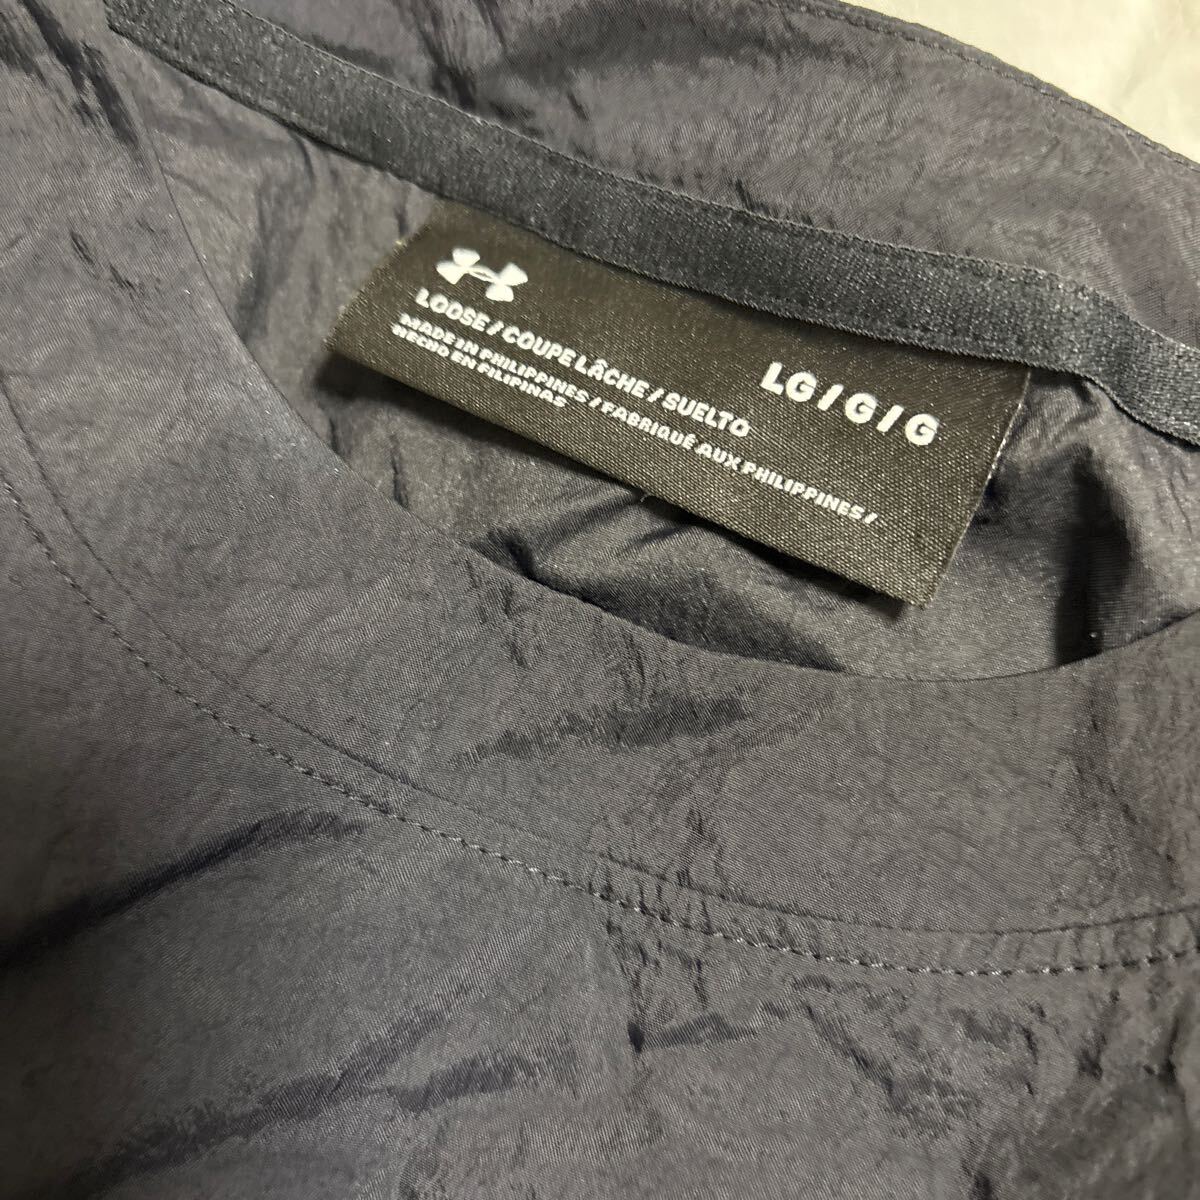 LOOSE / COUPE LÂCHE / SUELTO
LG / G / G
MADE IN PHILIPPINES / FABRIQUÉ AUX PHILIPPINES /
HECHO EN FILIPINAS